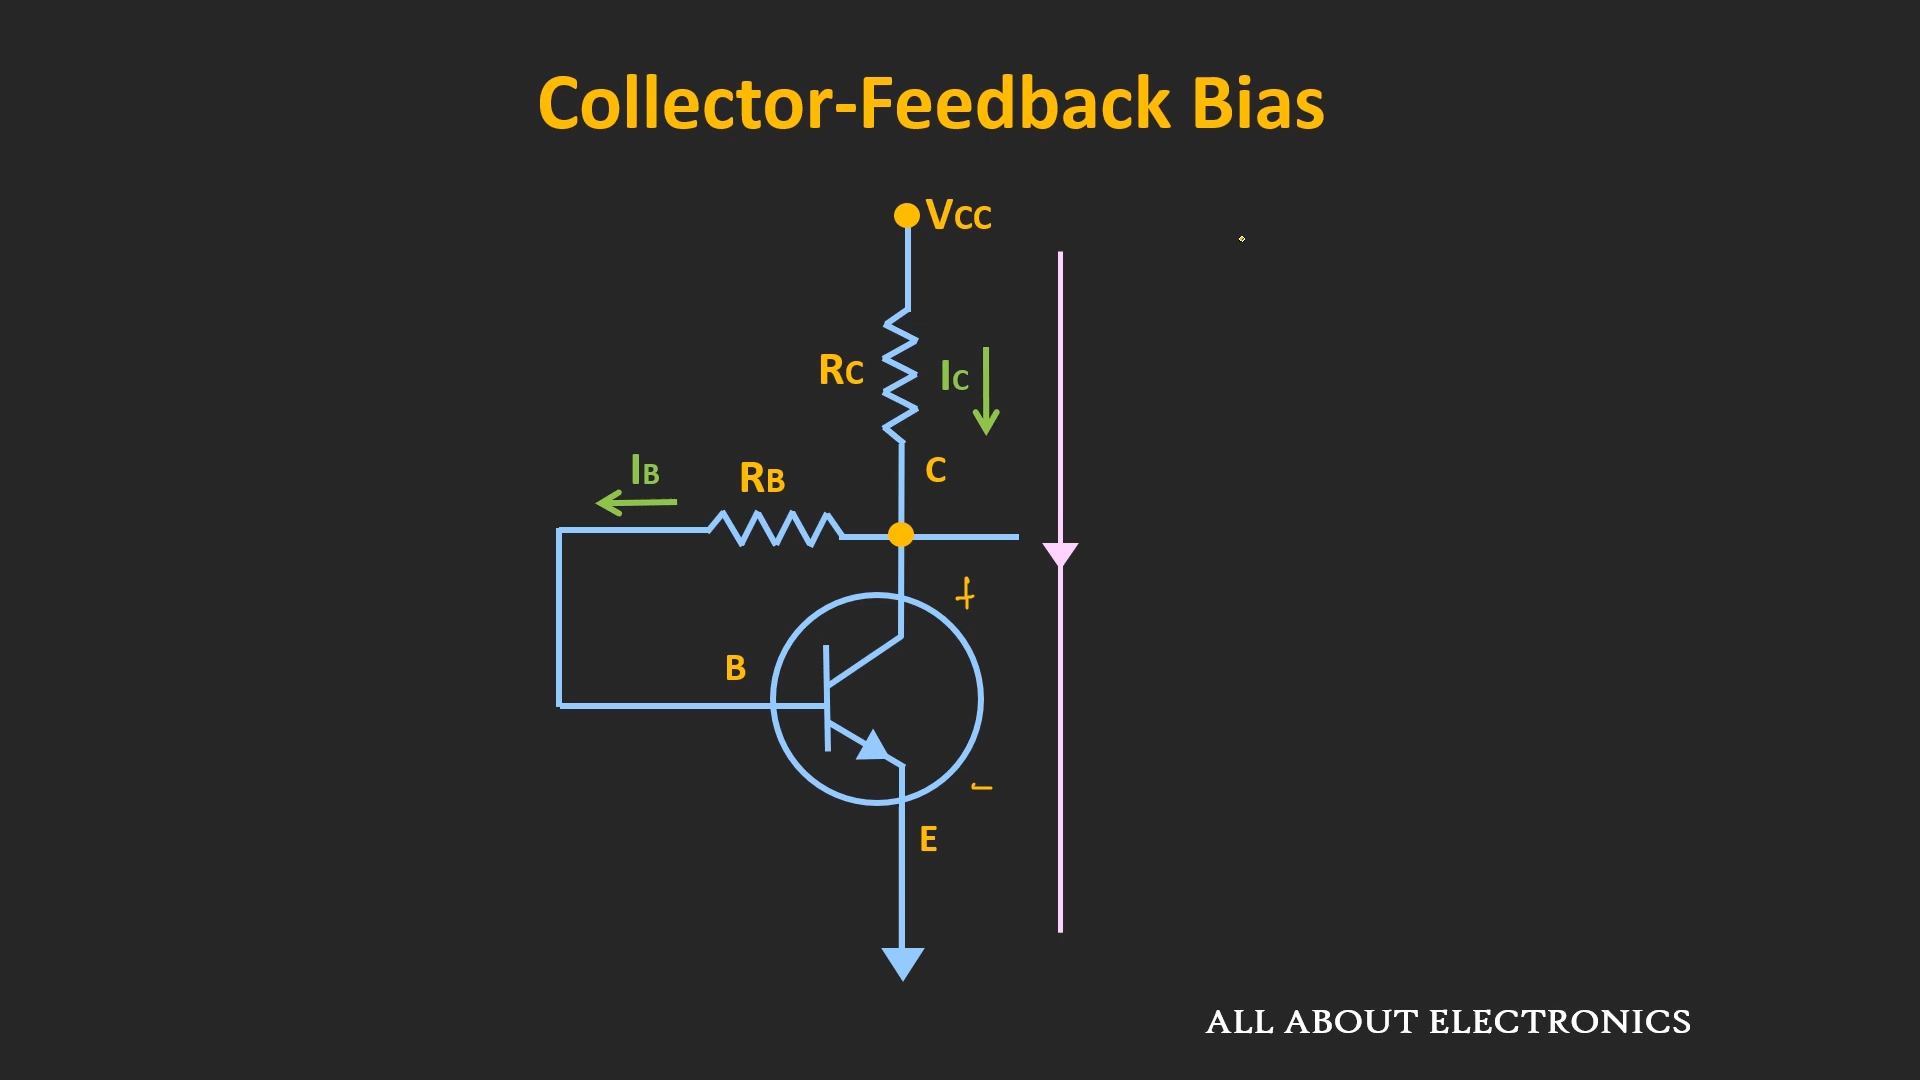 Collector-Feedback Bias
VCC
RC
IC
C
IB
RB
+
B
-
E
ALL ABOUT ELECTRONICS